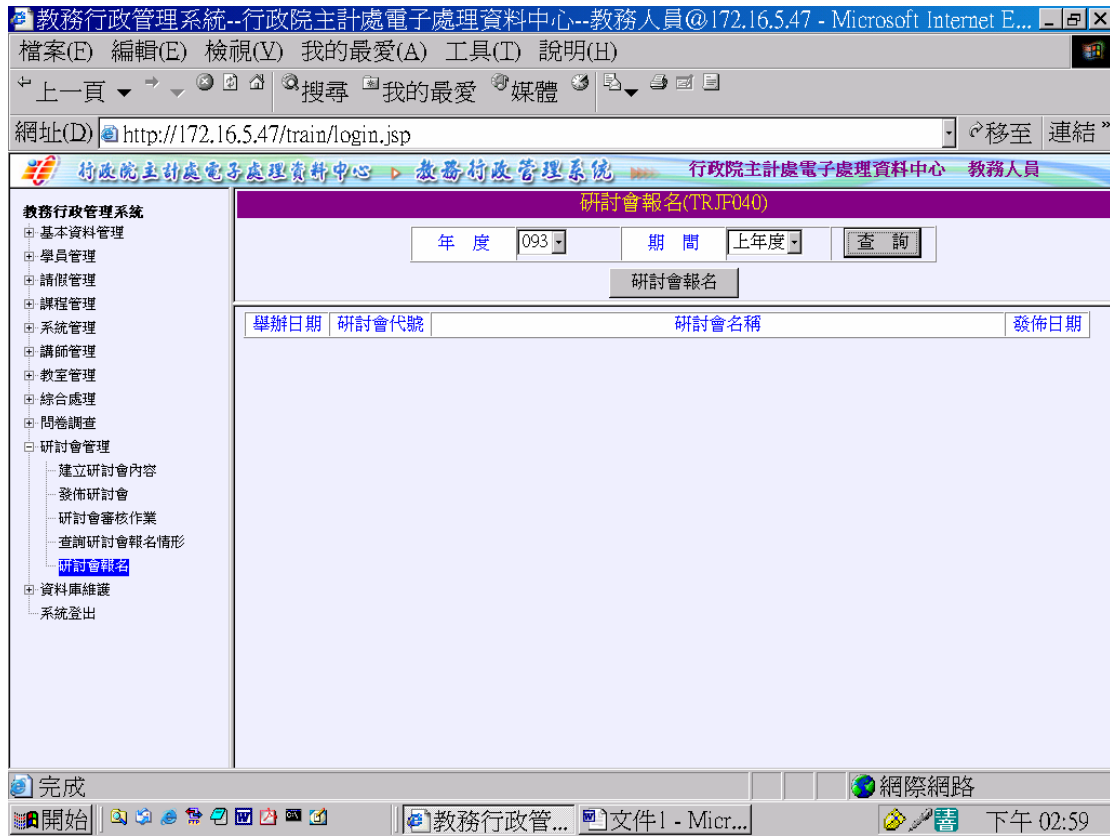 教務行政管理系統--行政院主計處電子處理資料中心--教務人員@172.16.5.47 - Microsoft Internet E...
檔案(F) 編輯(E) 檢視(V) 我的最愛(A) 工具(T) 說明(H)
上一頁 搜尋 我的最愛 媒體
網址(D) http://172.16.5.47/train/login.jsp 移至 連結 »
行政院主計處電子處理資料中心 教務行政管理系統 行政院主計處電子處理資料中心 教務人員
教務行政管理系統
基本資料管理
學員管理
請假管理
課程管理
系統管理
講師管理
教室管理
綜合處理
問卷調查
研討會管理
建立研討會內容
發佈研討會
研討會審核作業
查詢研討會報名情形
研討會報名
資料庫維護
系統登出
研討會報名(TRJF040)
年 度 093 期 間 上年度 查 詢
研討會報名
舉辦日期 研討會代號 研討會名稱 發佈日期
完成 網際網路
開始 教務行政管... 文件1 - Micr... 下午 02:59